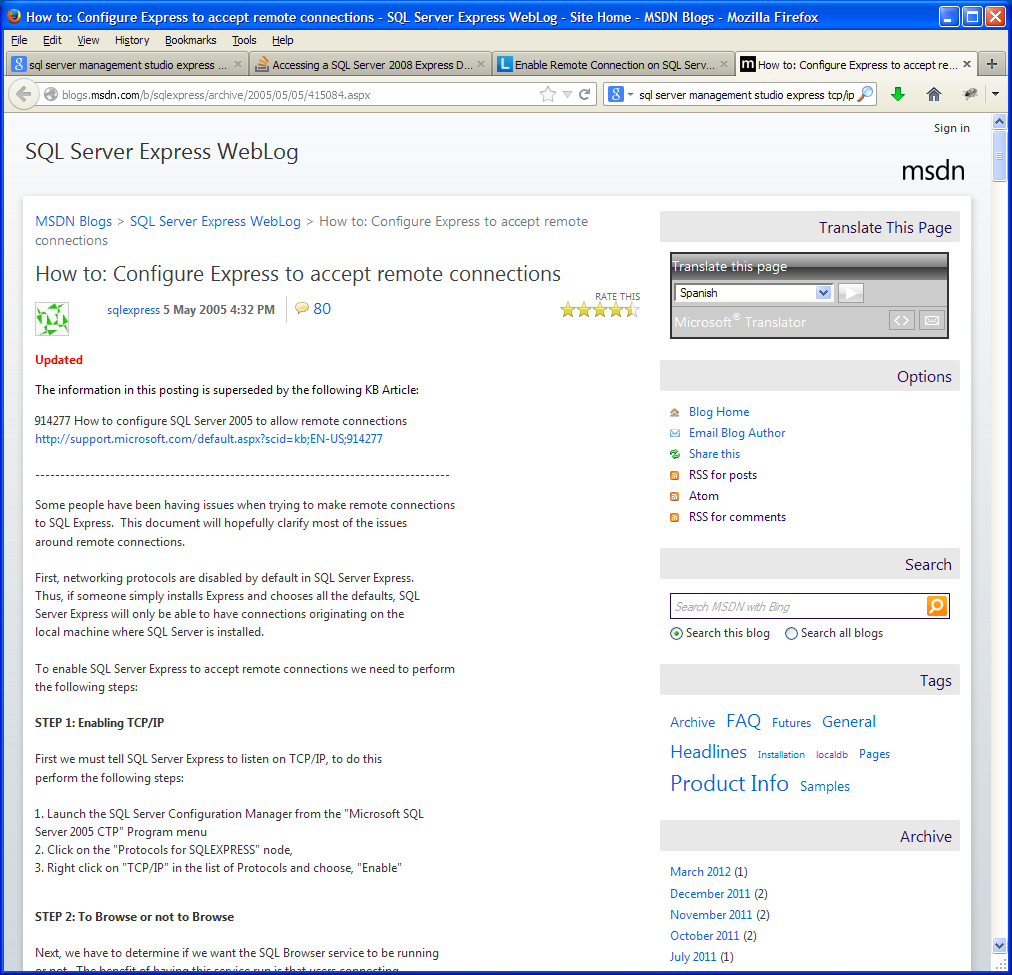 How to: Configure Express to accept remote connections - SQL Server Express WebLog - Site Home - MSDN Blogs - Mozilla Firefox
File Edit View History Bookmarks Tools Help
sql server management studio express ...
Accessing a SQL Server 2008 Express D...
Enable Remote Connection on SQL Serv...
How to: Configure Express to accept re...
blogs.msdn.com/b/sqlexpress/archive/2005/05/05/415084.aspx
sql server management studio express tcp/ip
Sign in
SQL Server Express WebLog
msdn
MSDN Blogs > SQL Server Express WebLog > How to: Configure Express to accept remote
connections
How to: Configure Express to accept remote connections
sqlexpress 5 May 2005 4:32 PM
80
RATE THIS
Updated
The information in this posting is superseded by the following KB Article:
914277 How to configure SQL Server 2005 to allow remote connections
http://support.microsoft.com/default.aspx?scid=kb;EN-US;914277
------------------------------------------------------------------------------------
Some people have been having issues when trying to make remote connections
to SQL Express.  This document will hopefully clarify most of the issues
around remote connections.
First, networking protocols are disabled by default in SQL Server Express.
Thus, if someone simply installs Express and chooses all the defaults, SQL
Server Express will only be able to have connections originating on the
local machine where SQL Server is installed.
To enable SQL Server Express to accept remote connections we need to perform
the following steps:
STEP 1: Enabling TCP/IP
First we must tell SQL Server Express to listen on TCP/IP, to do this
perform the following steps:
1. Launch the SQL Server Configuration Manager from the "Microsoft SQL
Server 2005 CTP" Program menu
2. Click on the "Protocols for SQLEXPRESS" node,
3. Right click on "TCP/IP" in the list of Protocols and choose, "Enable"
STEP 2: To Browse or not to Browse
Next, we have to determine if we want the SQL Browser service to be running
or not.  The benefit of having this service run is that users connecting
Translate This Page
Translate this page
Spanish
Microsoft® Translator
Options
Blog Home
Email Blog Author
Share this
RSS for posts
Atom
RSS for comments
Search
Search MSDN with Bing
Search this blog Search all blogs
Tags
Archive FAQ Futures General
Headlines Installation localdb Pages
Product Info Samples
Archive
March 2012 (1)
December 2011 (2)
November 2011 (2)
October 2011 (2)
July 2011 (1)